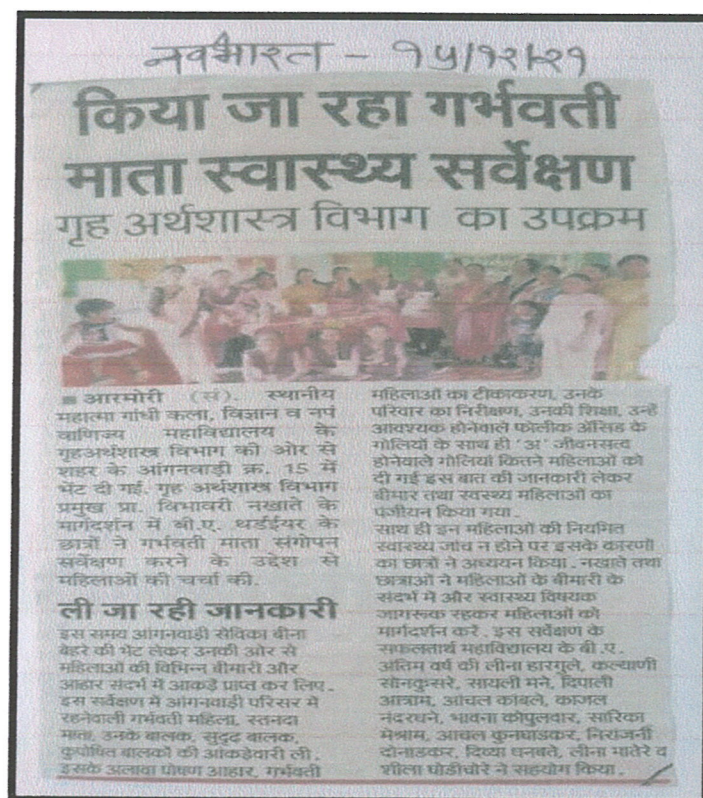 नवभारत - १५/१२/२१
किया जा रहा गर्भवती
माता स्वास्थ्य सर्वेक्षण
गृह अर्थशास्त्र विभाग का उपक्रम
आरमोरी (सं). स्थानीय
महात्मा गांधी कला, विज्ञान व नपं
वाणिज्य महाविद्यालय के
गृहअर्थशास्त्र विभाग की ओर से
शहर के आंगनवाड़ी क्र. 15 में
भेंट दी गई. गृह अर्थशास्त्र विभाग
प्रमुख प्रा. विभावरी नखाते के
मार्गदर्शन में बी.ए. थर्डईयर के
छात्रों ने गर्भवती माता संगोपन
सर्वेक्षण करने के उद्देश से
महिलाओं की चर्चा की.
ली जा रही जानकारी
इस समय आंगनवाड़ी सेविका बीना
बेहरे की भेंट लेकर उनकी ओर से
महिलाओं की विभिन्न बीमारी और
आहार संदर्भ में आकड़े प्राप्त कर लिए.
इस सर्वेक्षण में आंगनवाड़ी परिसर में
रहनेवाली गर्भवती महिला, स्तनदा
माता, उनके बालक, सुदृढ बालक,
कुपोषित बालकों की आंकडेवारी ली.
इसके अलावा पोषण आहार, गर्भवती
महिलाओं का टीकाकरण, उनके
परिवार का निरीक्षण, उनकी शिक्षा, उन्हें
आवश्यक होनेवाले फोलीक ॲसिड के
गोलियों के साथ ही 'अ' जीवनसत्व
होनेवाले गोलियां कितने महिलाओं को
दी गई इस बात की जानकारी लेकर
बीमार तथा स्वस्थ्य महिलाओं का
पंजीयन किया गया.
साथ ही इन महिलाओं की नियमित
स्वास्थ्य जांच न होने पर इसके कारणों
का छात्रों ने अध्ययन किया. नखाते तथा
छात्राओं ने महिलाओं के बीमारी के
संदर्भ में और स्वास्थ्य विषयक
जागरूक रहकर महिलाओं को
मार्गदर्शन करें. इस सर्वेक्षण के
सफलतार्थ महाविद्यालय के बी.ए.
अंतिम वर्ष की लीना हारगुले, कल्याणी
सोनकुसरे, सायली मने, दिपाली
आत्राम, आंचल कांबले, काजल
नंदरधने, भावना कोपुलवार, सारिका
मेश्राम, आचल कुनघाडकर, निरांजनी
दोनाडकर, दिव्या धनबते, लीना मातेरे व
शीला घोडीचोरे ने सहयोग किया.